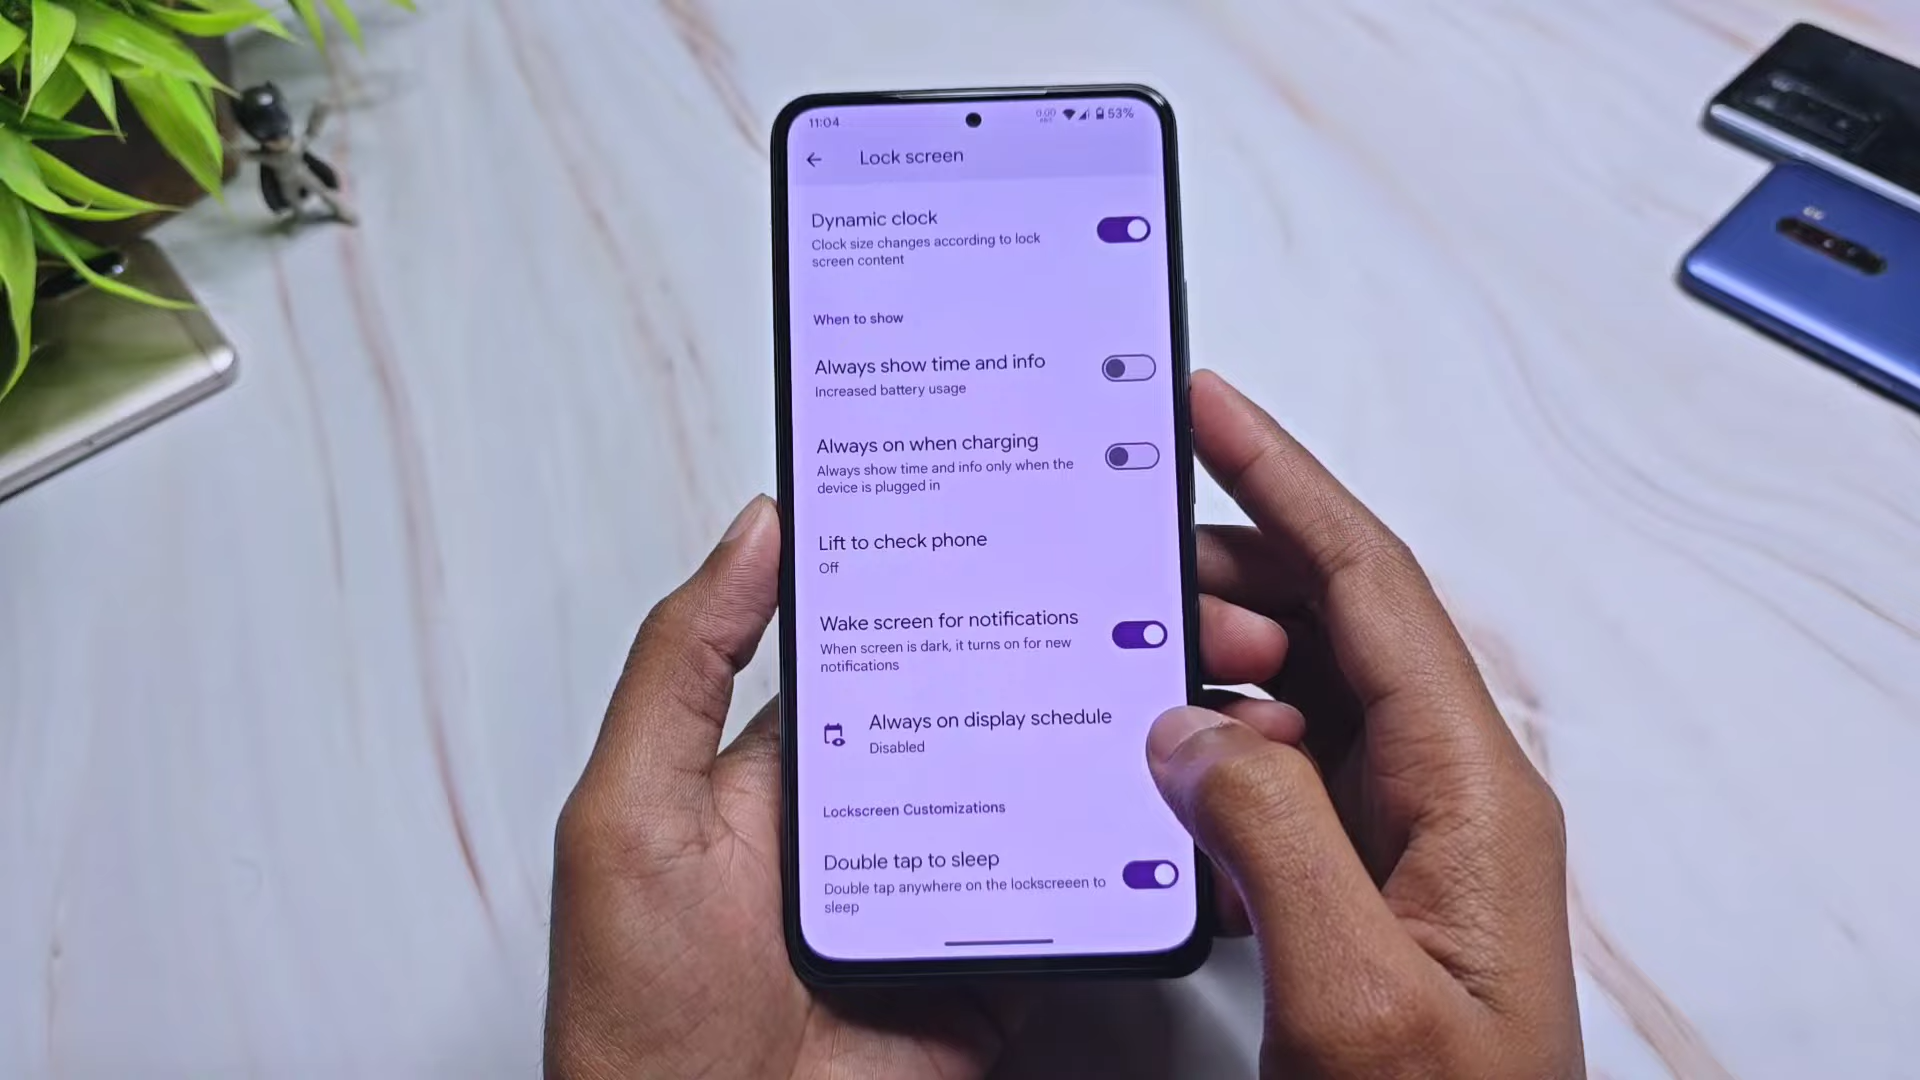 11:04
0.00
53%
Lock screen
Dynamic clock
Clock size changes according to lock
screen content
When to show
Always show time and info
Increased battery usage
Always on when charging
Always show time and info only when the
device is plugged in
Lift to check phone
Off
Wake screen for notifications
When screen is dark, it turns on for new
notifications
Always on display schedule
Disabled
Lockscreen Customizations
Double tap to sleep
Double tap anywhere on the lockscreeen to
sleep